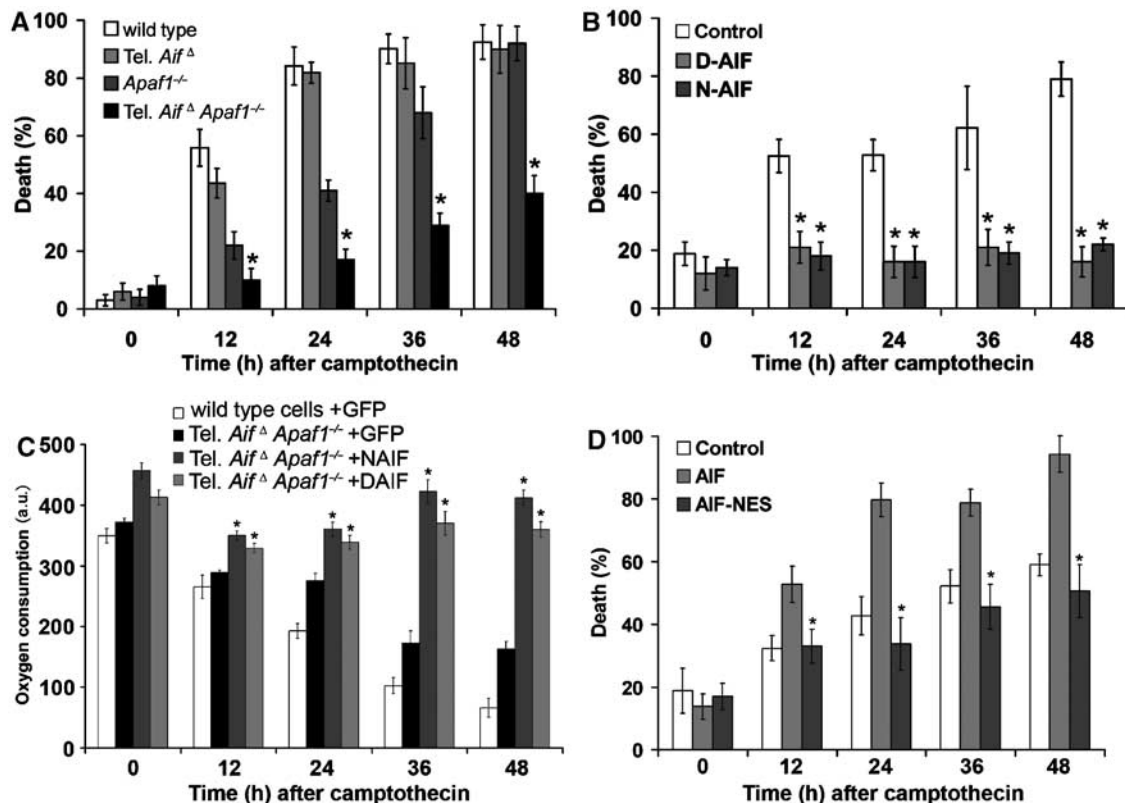 A
wild type
Tel. Aif Δ
Apaf1–/–
Tel. Aif Δ Apaf1–/–
Death (%)
100
80
60
40
20
0
* * * *
0 12 24 36 48
Time (h) after camptothecin
B
Control
D-AIF
N-AIF
Death (%)
100
80
60
40
20
0
* * * * * * * *
0 12 24 36 48
Time (h) after camptothecin
C
wild type cells +GFP
Tel. Aif Δ Apaf1–/– +GFP
Tel. Aif Δ Apaf1–/– +NAIF
Tel. Aif Δ Apaf1–/– +DAIF
Oxygen consumption (a.u.)
500
400
300
200
100
0
* * * * * * * *
0 12 24 36 48
Time (h) after camptothecin
D
Control
AIF
AIF-NES
Death (%)
100
80
60
40
20
0
* * * *
0 12 24 36 48
Time (h) after camptothecin